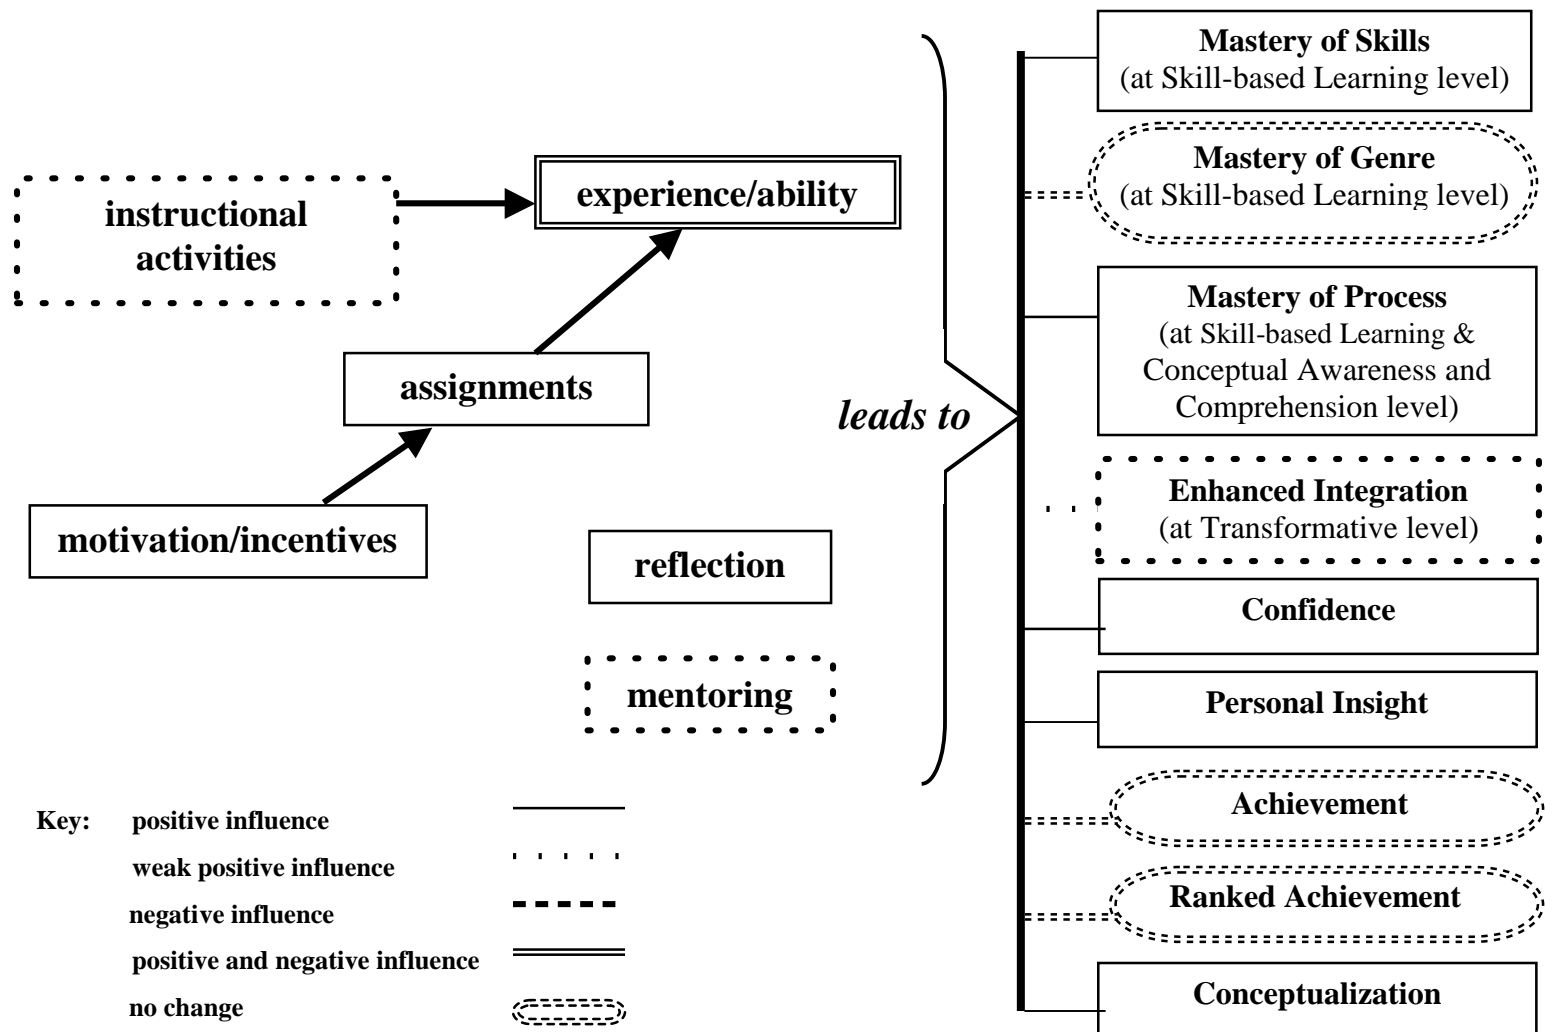 instructional
activities
experience/ability
assignments
motivation/incentives
reflection
mentoring
leads to
Mastery of Skills
(at Skill-based Learning level)
Mastery of Genre
(at Skill-based Learning level)
Mastery of Process
(at Skill-based Learning &
Conceptual Awareness and
Comprehension level)
Enhanced Integration
(at Transformative level)
Confidence
Personal Insight
Achievement
Ranked Achievement
Conceptualization
Key: positive influence
weak positive influence
negative influence
positive and negative influence
no change